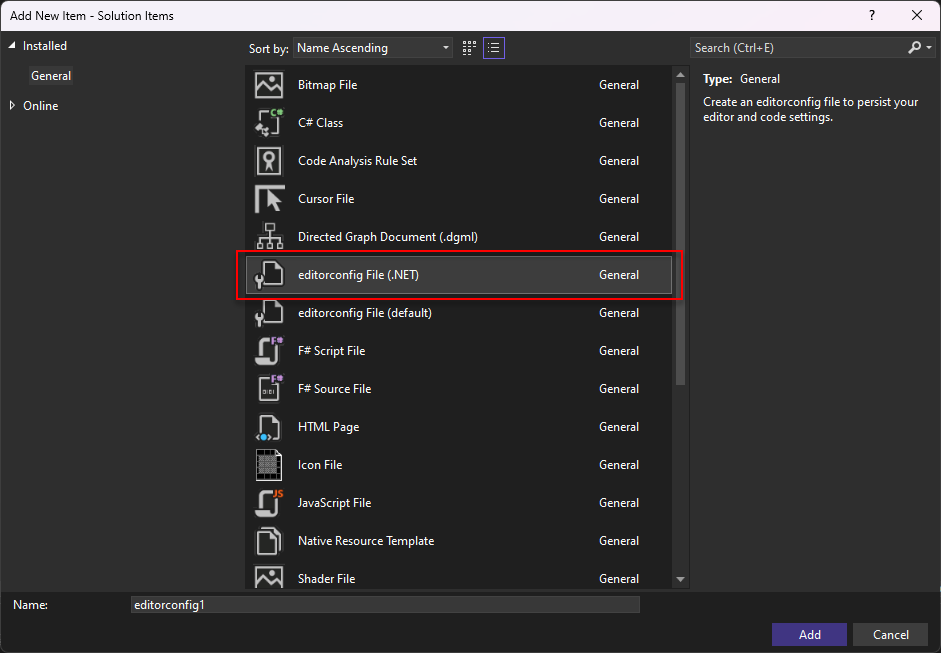 Add New Item - Solution Items
?
Installed
General
Online
Sort by: Name Ascending
Search (Ctrl+E)
Bitmap File General
C# C# Class General
Code Analysis Rule Set General
Cursor File General
Directed Graph Document (.dgml) General
editorconfig File (.NET) General
editorconfig File (default) General
F# F# Script File General
F# F# Source File General
HTML Page General
Icon File General
JS JavaScript File General
Native Resource Template General
Shader File General
Type: General
Create an editorconfig file to persist your
editor and code settings.
Name: editorconfig1
Add Cancel